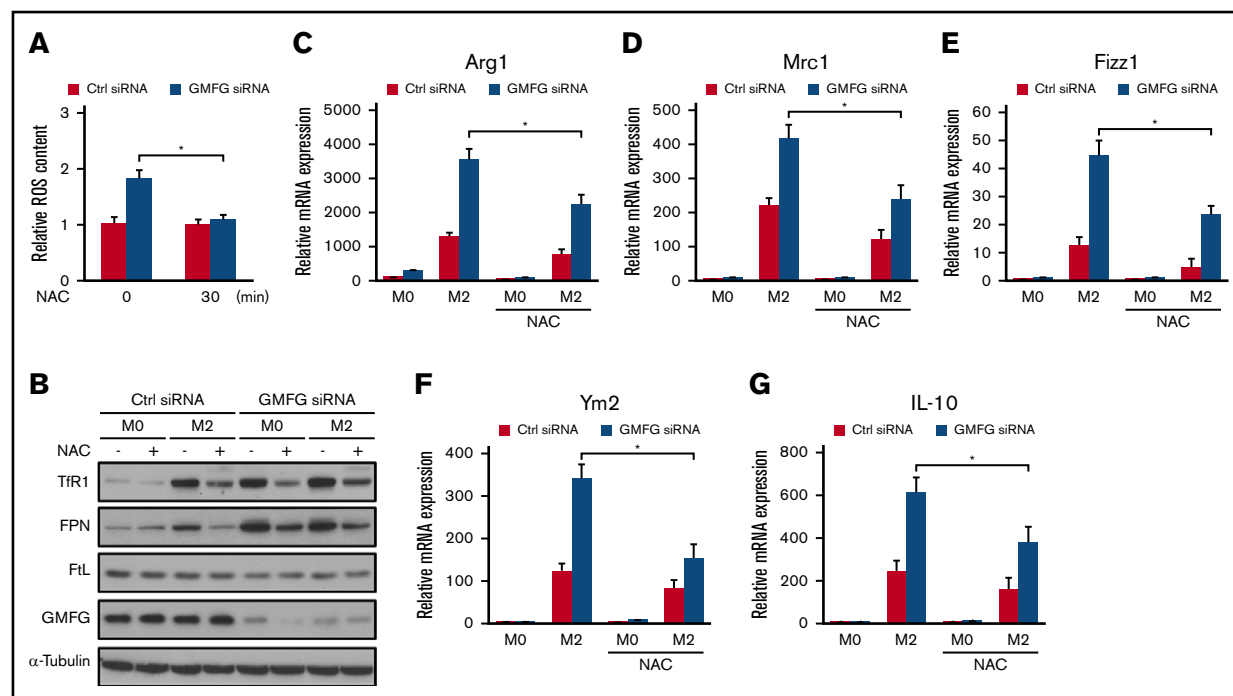 A
Ctrl siRNA GMFG siRNA
Relative ROS content
3
2
1
0
*
NAC 0 30 (min)
C
Arg1
Ctrl siRNA GMFG siRNA
Relative mRNA expression
5000
4000
3000
2000
1000
0
*
M0 M2 M0 M2
NAC
D
Mrc1
Ctrl siRNA GMFG siRNA
Relative mRNA expression
500
400
300
200
100
0
*
M0 M2 M0 M2
NAC
E
Fizz1
Ctrl siRNA GMFG siRNA
Relative mRNA expression
60
50
40
30
20
10
0
*
M0 M2 M0 M2
NAC
B
Ctrl siRNA GMFG siRNA
M0 M2 M0 M2
NAC - + - + - + - +
TfR1
FPN
FtL
GMFG
α-Tubulin
F
Ym2
Ctrl siRNA GMFG siRNA
Relative mRNA expression
400
300
200
100
0
*
M0 M2 M0 M2
NAC
G
IL-10
Ctrl siRNA GMFG siRNA
Relative mRNA expression
800
600
400
200
0
*
M0 M2 M0 M2
NAC